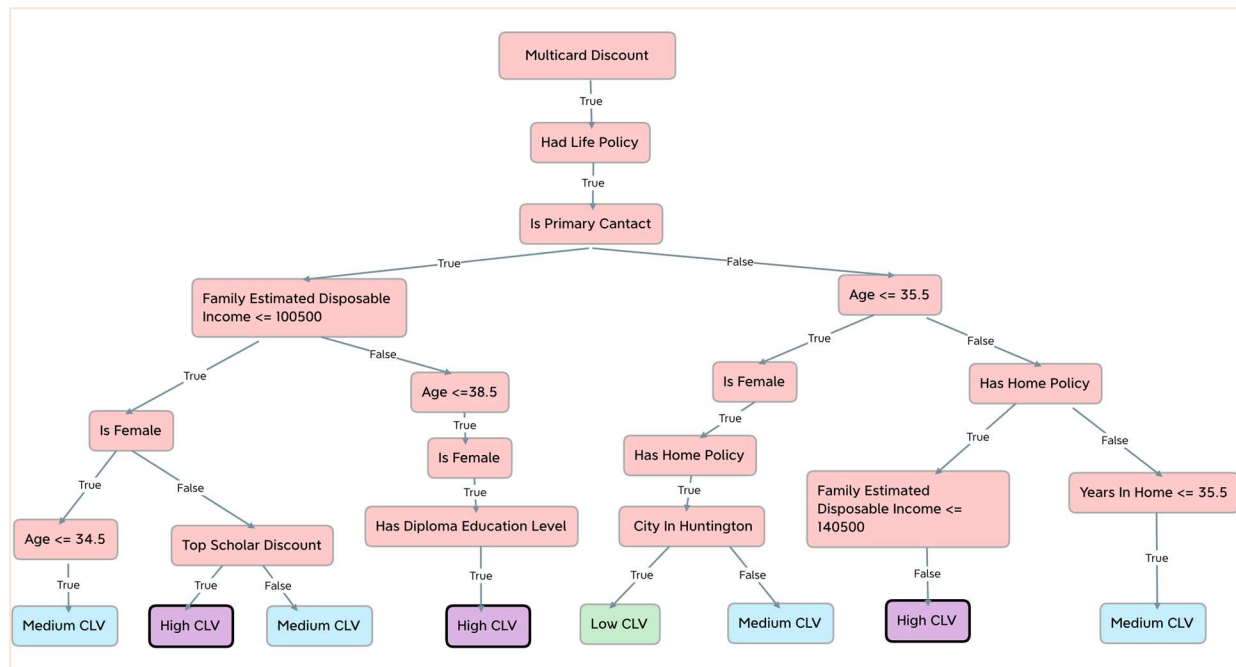 Multicard Discount
True
Had Life Policy
True
Is Primary Cantact
True
False
Family Estimated Disposable
Income <= 100500
Age <= 35.5
True
False
True
False
Age <=38.5
Is Female
Has Home Policy
Is Female
True
True
Is Female
Has Home Policy
True
False
True
False
True
True
Family Estimated
Disposable Income <=
140500
Years In Home <= 35.5
Age <= 34.5
Top Scholar Discount
Has Diploma Education Level
City In Huntington
True
True
False
True
True
False
False
True
Medium CLV
High CLV
Medium CLV
High CLV
Low CLV
Medium CLV
High CLV
Medium CLV